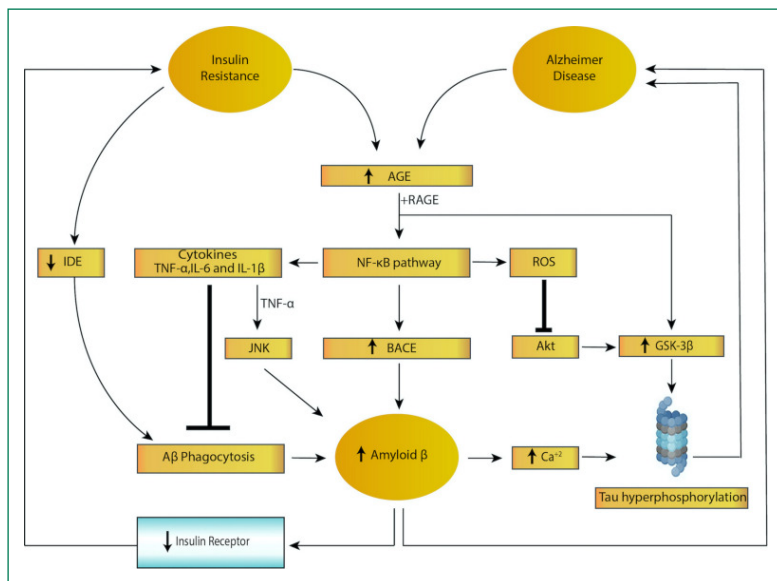 Insulin
Resistance
Alzheimer
Disease
↑ AGE
+RAGE
↓ IDE
Cytokines
TNF-α,IL-6 and IL-1β
NF-κB pathway
ROS
TNF-α
JNK
↑ BACE
Akt
↑ GSK-3β
Aβ Phagocytosis
↑ Amyloid β
↑ Ca⁺²
Tau hyperphosphorylation
↓ Insulin Receptor